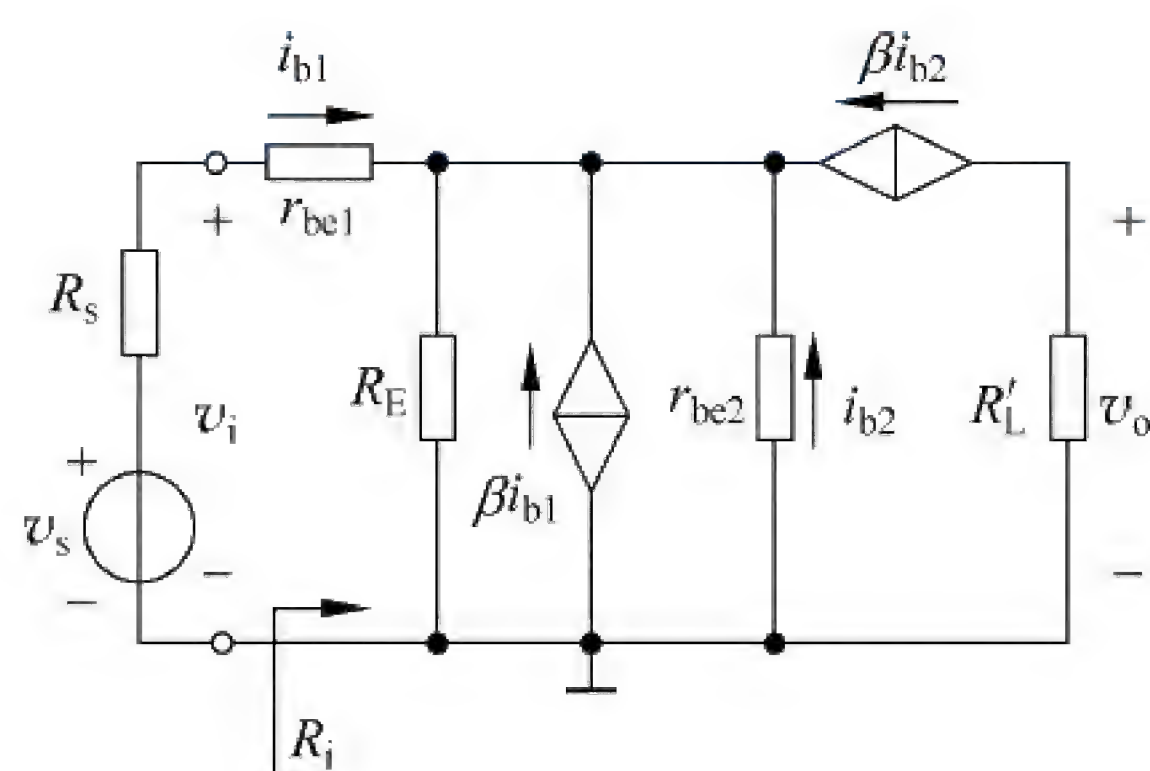 i_b1
βi_b2
+
r_be1
+
R_s
R_E
r_be2
i_b2
R′_L
v_o
v_i
+
βi_b1
v_s
−
−
−
R_i